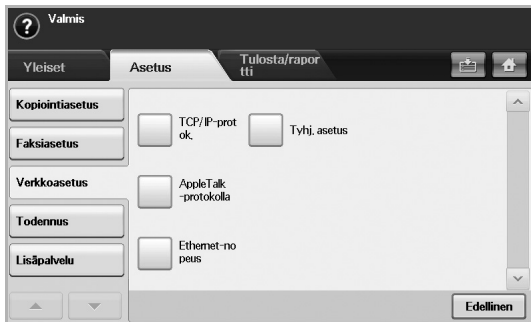 Valmis
Yleiset
Asetus
Tulosta/rapor
tti
Kopiointiasetus
Faksiasetus
Verkkoasetus
Todennus
Lisäpalvelu
TCP/IP-prot
ok.
Tyhj. asetus
AppleTalk
-protokolla
Ethernet-no
peus
Edellinen